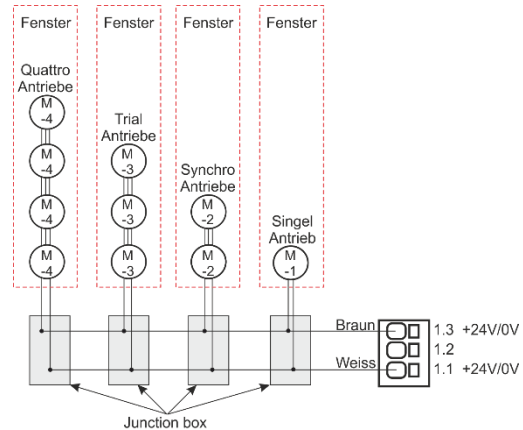 Fenster
Fenster
Fenster
Fenster
Quattro
Antriebe
M
-4
M
-4
M
-4
M
-4
Trial
Antriebe
M
-3
M
-3
M
-3
Synchro
Antriebe
M
-2
M
-2
Singel
Antrieb
M
-1
Braun
1.3 +24V/0V
1.2
Weiss
1.1 +24V/0V
Junction box